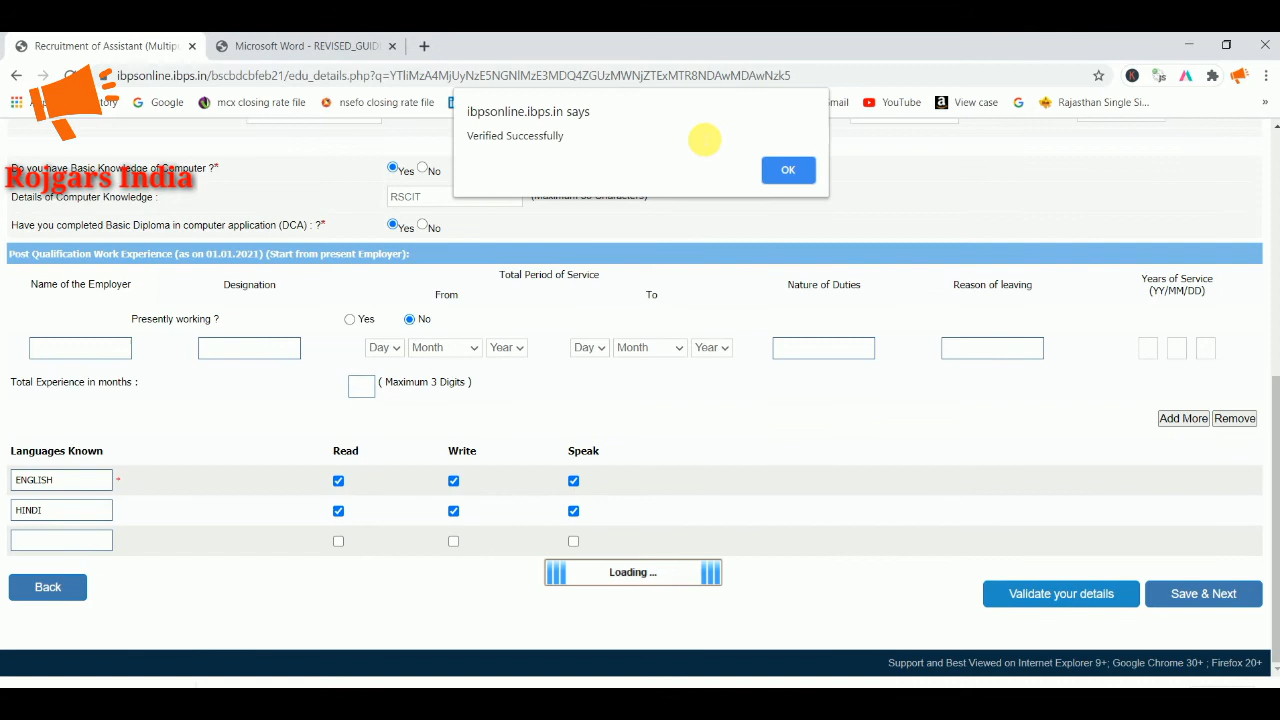 Recruitment of Assistant (Multipu
Microsoft Word - REVISED_GUID
ibpsonline.ibps.in/bscbdcbfeb21/edu_details.php?q=YTIiMzA4MjUyNzE5NGNlMzE3MDQ4ZGUzMWNjZTExMTR8NDAwMDAwNzk5
Google
mcx closing rate file
nsefo closing rate file
YouTube
View case
Rajasthan Single Si...
ibpsonline.ibps.in says
Verified Successfully
OK
Rojgars India
Do you have Basic Knowledge of Computer ?*
Yes
No
Details of Computer Knowledge :
RSCIT
(Maximum 50 Characters)
Have you completed Basic Diploma in computer application (DCA) : ?*
Yes
No
Post Qualification Work Experience (as on 01.01.2021) (Start from present Employer):
Name of the Employer
Designation
Total Period of Service
From
To
Nature of Duties
Reason of leaving
Years of Service
(YY/MM/DD)
Presently working ?
Yes
No
Day
Month
Year
Day
Month
Year
Total Experience in months :
( Maximum 3 Digits )
Add More
Remove
Languages Known
Read
Write
Speak
ENGLISH *
HINDI
Loading ...
Back
Validate your details
Save & Next
Support and Best Viewed on Internet Explorer 9+; Google Chrome 30+ ; Firefox 20+